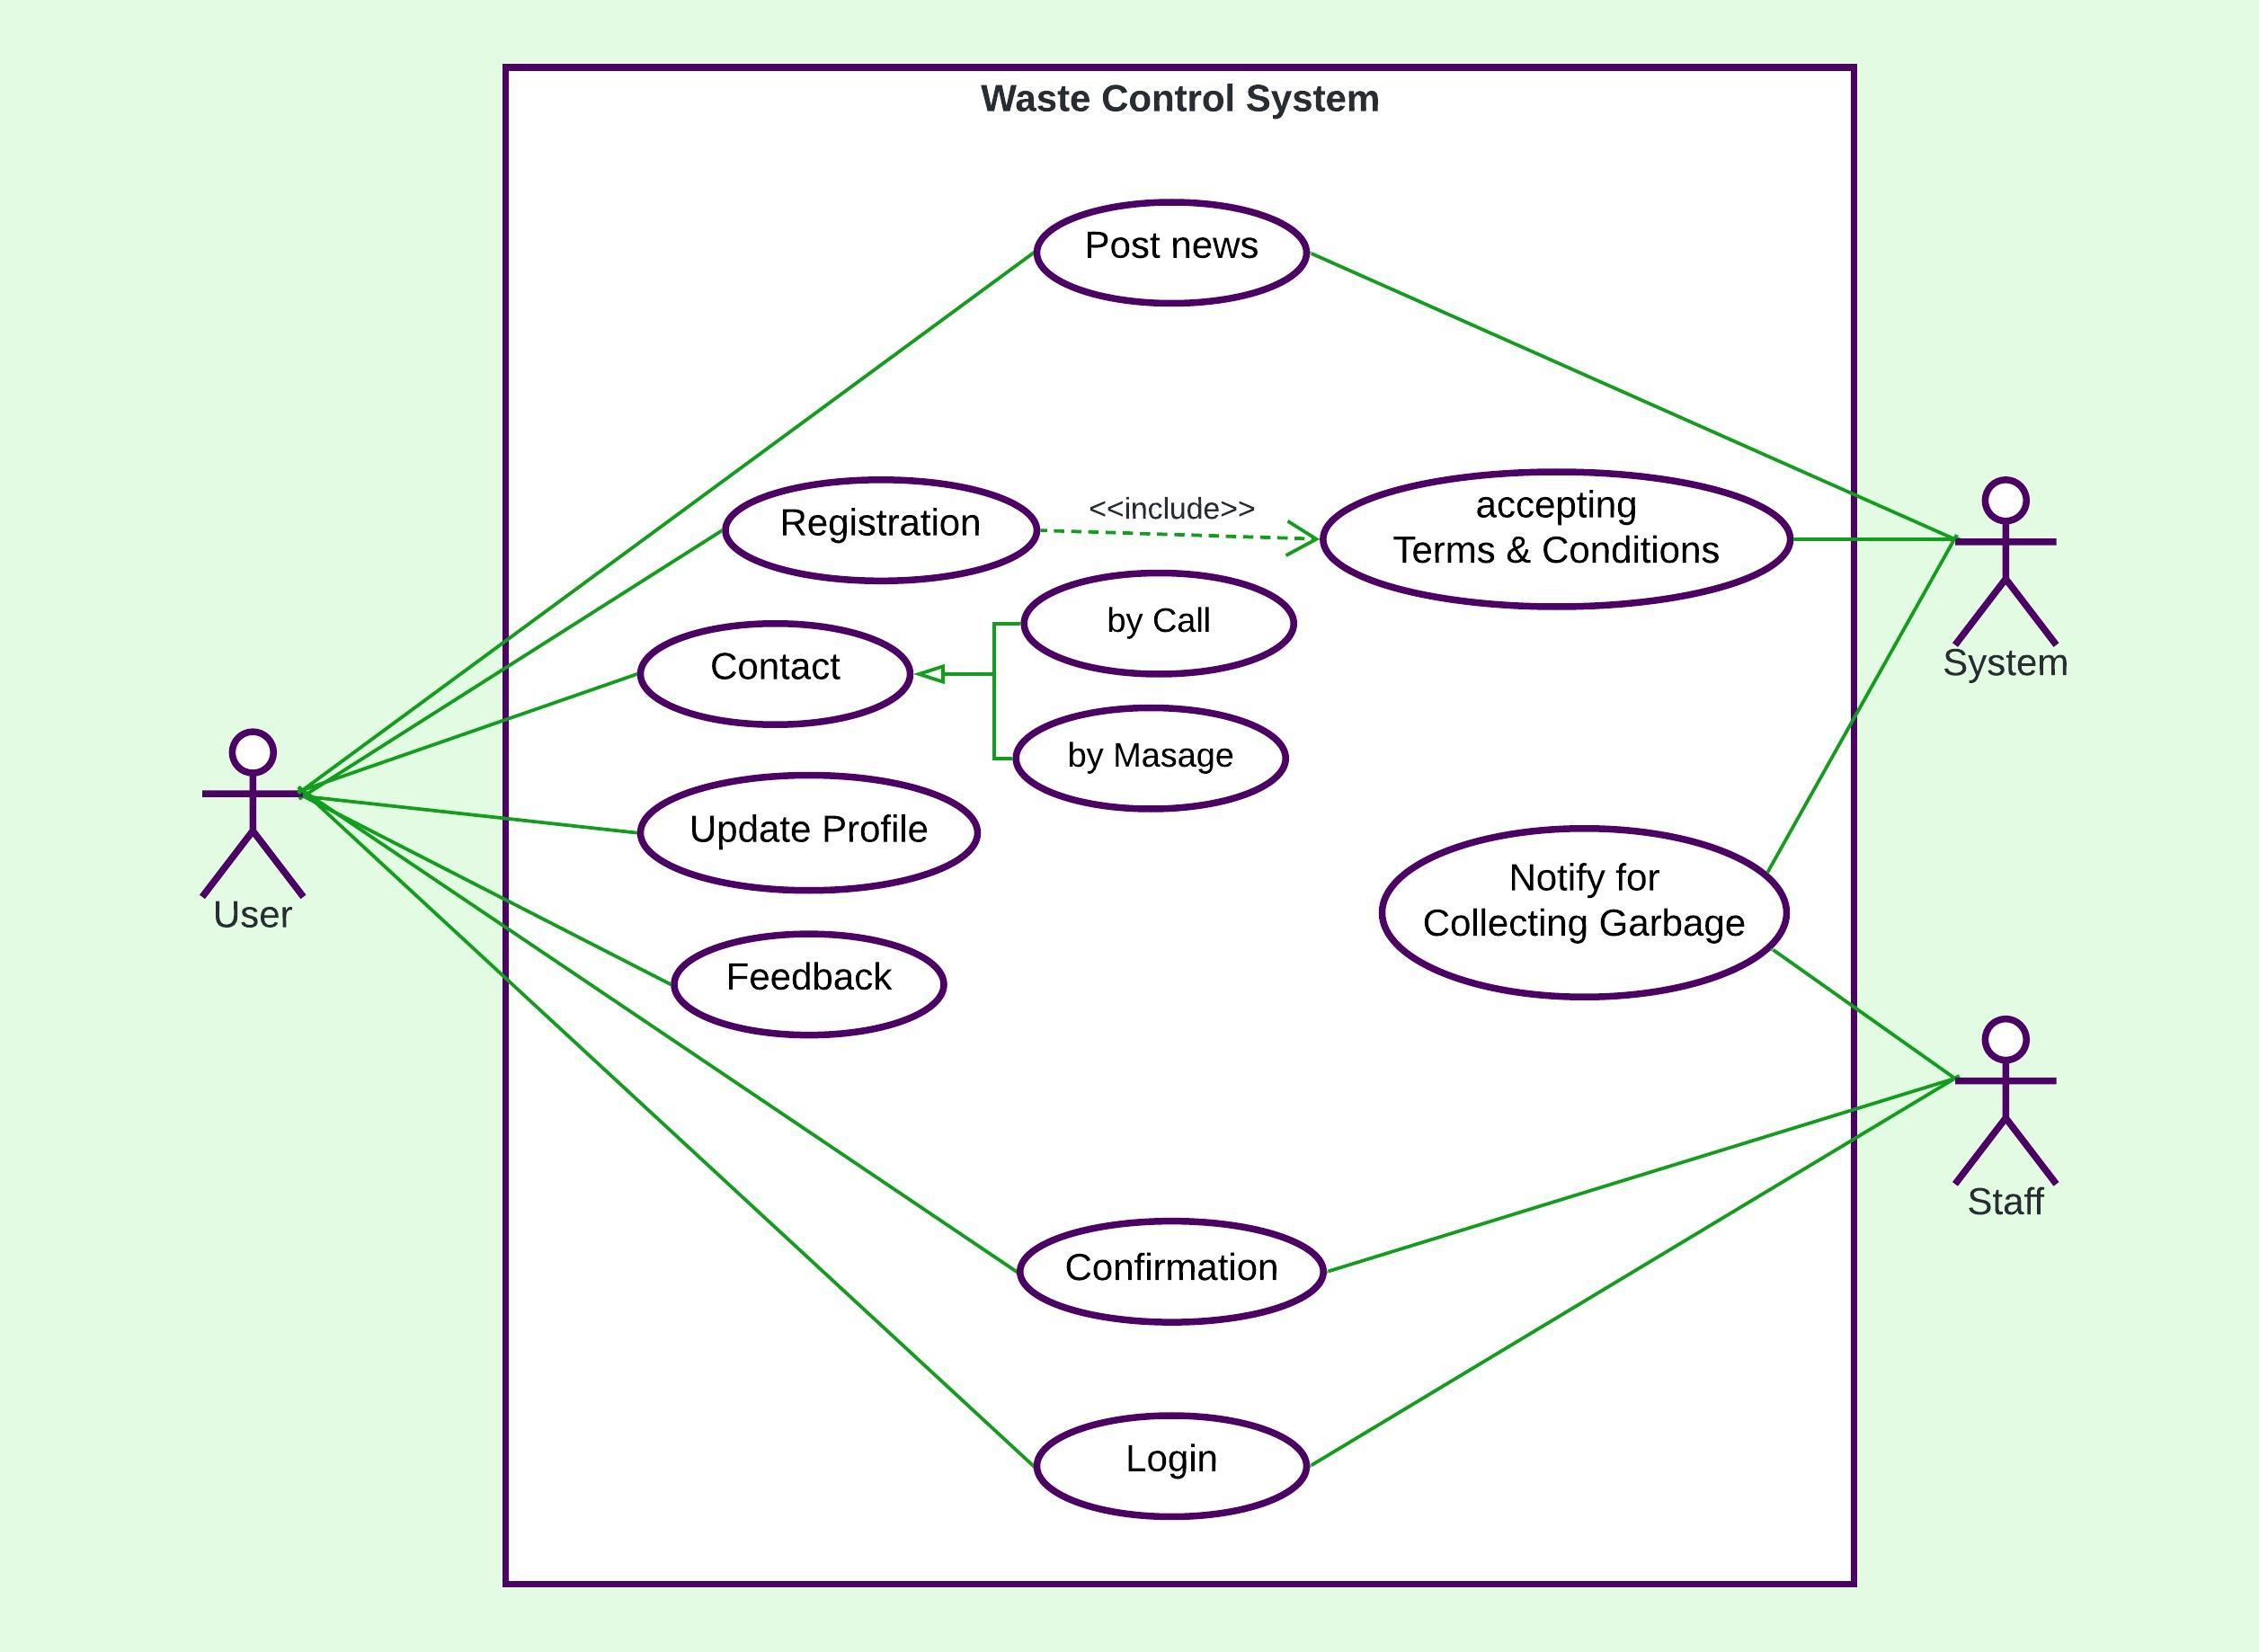 Waste Control System
Post news
Registration
<<include>>
accepting
Terms & Conditions
by Call
Contact
by Masage
System
Update Profile
User
Notify for
Collecting Garbage
Feedback
Staff
Confirmation
Login